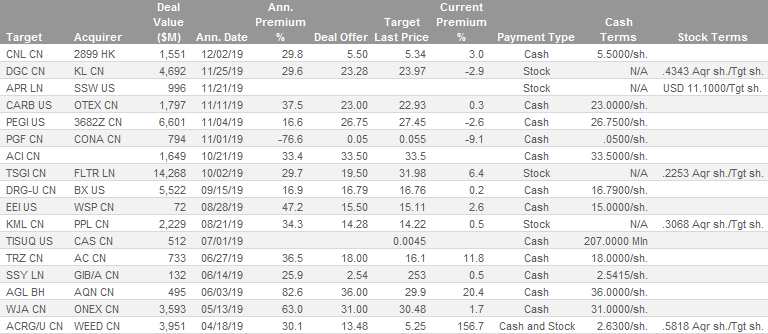 Target Acquirer Deal Value ($M) Ann. Date Ann. Premium % Deal Offer Target Last Price Current Premium % Payment Type Cash Terms Stock Terms
CNL CN 2899 HK 1,551 12/02/19 29.8 5.50 5.34 3.0 Cash 5.5000/sh.
DGC CN KL CN 4,692 11/25/19 29.6 23.28 23.97 -2.9 Stock N/A .4343 Aqr sh./Tgt sh.
APR LN SSW US 996 11/21/19 Stock N/A USD 11.1000/Tgt sh.
CARB US OTEX CN 1,797 11/11/19 37.5 23.00 22.93 0.3 Cash 23.0000/sh.
PEGI US 3682Z CN 6,601 11/04/19 16.6 26.75 27.45 -2.6 Cash 26.7500/sh.
PGF CN CONA CN 794 11/01/19 -76.6 0.05 0.055 -9.1 Cash .0500/sh.
ACI CN 1,649 10/21/19 33.4 33.50 33.5 Cash 33.5000/sh.
TSGI CN FLTR LN 14,268 10/02/19 29.7 19.50 31.98 6.4 Stock N/A .2253 Aqr sh./Tgt sh.
DRG-U CN BX US 5,522 09/15/19 16.9 16.79 16.76 0.2 Cash 16.7900/sh.
EEI US WSP CN 72 08/28/19 47.2 15.50 15.11 2.6 Cash 15.0000/sh.
KML CN PPL CN 2,229 08/21/19 34.3 14.28 14.22 0.5 Stock N/A .3068 Aqr sh./Tgt sh.
TISUQ US CAS CN 512 07/01/19 0.0045 Cash 207.0000 Mln
TRZ CN AC CN 733 06/27/19 36.5 18.00 16.1 11.8 Cash 18.0000/sh.
SSY LN GIB/A CN 132 06/14/19 25.9 2.54 253 0.5 Cash 2.5415/sh.
AGL BH AQN CN 495 06/03/19 82.6 36.00 29.9 20.4 Cash 36.0000/sh.
WJA CN ONEX CN 3,593 05/13/19 63.0 31.00 30.48 1.7 Cash 31.0000/sh.
ACRG/U CN WEED CN 3,951 04/18/19 30.1 13.48 5.25 156.7 Cash and Stock 2.6300/sh. .5818 Aqr sh./Tgt sh.